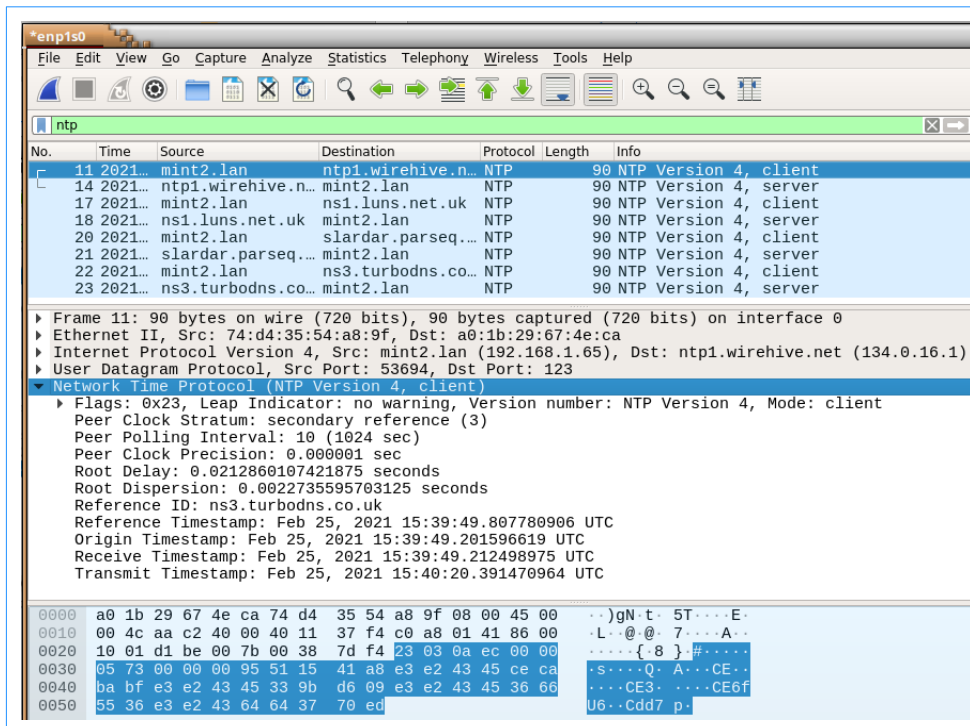 *enp1s0
File Edit View Go Capture Analyze Statistics Telephony Wireless Tools Help
ntp
No. Time Source Destination Protocol Length Info
11 2021… mint2.lan ntp1.wirehive.n… NTP 90 NTP Version 4, client
14 2021… ntp1.wirehive.n… mint2.lan NTP 90 NTP Version 4, server
17 2021… mint2.lan ns1.luns.net.uk NTP 90 NTP Version 4, client
18 2021… ns1.luns.net.uk mint2.lan NTP 90 NTP Version 4, server
20 2021… mint2.lan slardar.parseq.… NTP 90 NTP Version 4, client
21 2021… slardar.parseq.… mint2.lan NTP 90 NTP Version 4, server
22 2021… mint2.lan ns3.turbodns.co… NTP 90 NTP Version 4, client
23 2021… ns3.turbodns.co… mint2.lan NTP 90 NTP Version 4, server
Frame 11: 90 bytes on wire (720 bits), 90 bytes captured (720 bits) on interface 0
Ethernet II, Src: 74:d4:35:54:a8:9f, Dst: a0:1b:29:67:4e:ca
Internet Protocol Version 4, Src: mint2.lan (192.168.1.65), Dst: ntp1.wirehive.net (134.0.16.1)
User Datagram Protocol, Src Port: 53694, Dst Port: 123
Network Time Protocol (NTP Version 4, client)
Flags: 0x23, Leap Indicator: no warning, Version number: NTP Version 4, Mode: client
Peer Clock Stratum: secondary reference (3)
Peer Polling Interval: 10 (1024 sec)
Peer Clock Precision: 0.000001 sec
Root Delay: 0.0212860107421875 seconds
Root Dispersion: 0.0022735595703125 seconds
Reference ID: ns3.turbodns.co.uk
Reference Timestamp: Feb 25, 2021 15:39:49.807780906 UTC
Origin Timestamp: Feb 25, 2021 15:39:49.201596619 UTC
Receive Timestamp: Feb 25, 2021 15:39:49.212498975 UTC
Transmit Timestamp: Feb 25, 2021 15:40:20.391470964 UTC
0000 a0 1b 29 67 4e ca 74 d4 35 54 a8 9f 08 00 45 00 ··)gN·t· 5T····E·
0010 00 4c aa c2 40 00 40 11 37 f4 c0 a8 01 41 86 00 ·L··@·@· 7····A··
0020 10 01 d1 be 00 7b 00 38 7d f4 23 03 0a ec 00 00 ·····{·8 }·#·····
0030 05 73 00 00 00 95 51 15 41 a8 e3 e2 43 45 ce ca ·s····Q· A···CE··
0040 ba bf e3 e2 43 45 33 9b d6 09 e3 e2 43 45 36 66 ····CE3· ····CE6f
0050 55 36 e3 e2 43 64 64 37 70 ed U6··Cdd7 p·